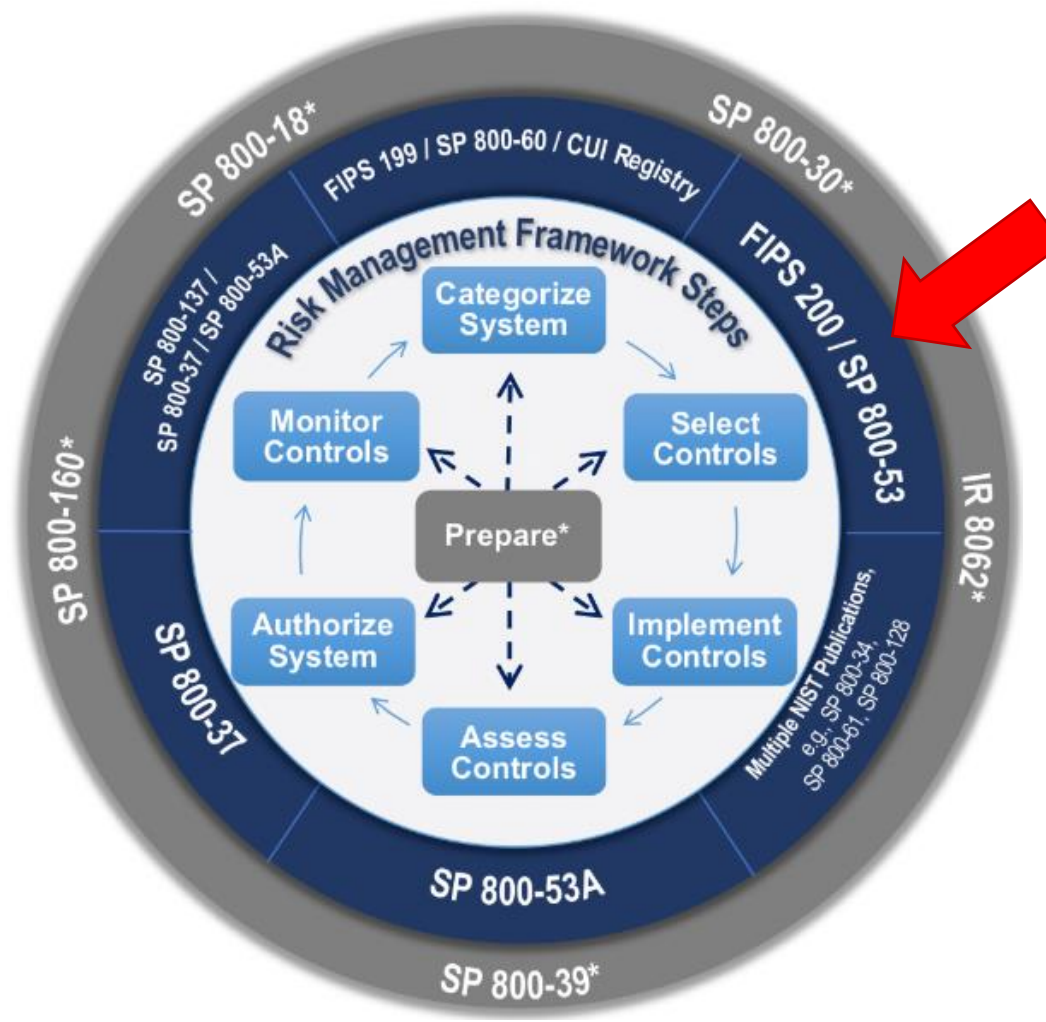 SP 800-18*
SP 800-30*
IR 8062*
SP 800-39*
SP 800-160*
FIPS 199 / SP 800-60 / CUI Registry
FIPS 200 / SP 800-53
Multiple NIST Publications,
e.g., SP 800-34,
SP 800-61, SP 800-128
SP 800-53A
SP 800-37
SP 800-137 /
SP 800-37 / SP 800-53A
Risk Management Framework Steps
Categorize
System
Select
Controls
Implement
Controls
Assess
Controls
Authorize
System
Monitor
Controls
Prepare*